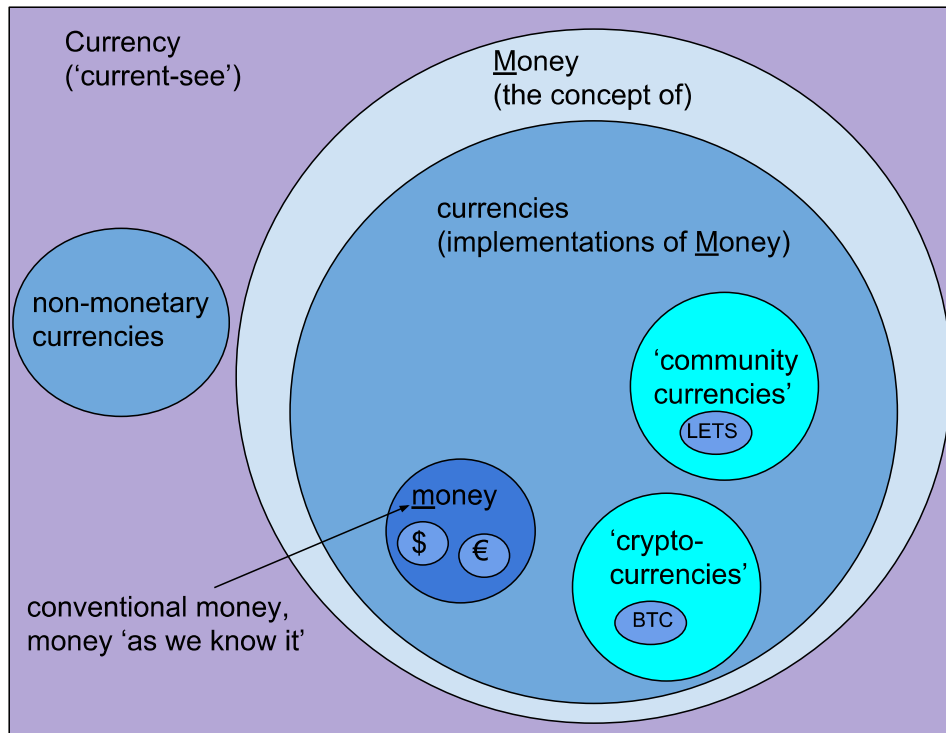 Currency
(‘current-see’)
Money
(the concept of)
currencies
(implementations of Money)
non-monetary
currencies
‘community
currencies’
LETS
money
$ €
‘crypto-
currencies’
BTC
conventional money,
money ‘as we know it’